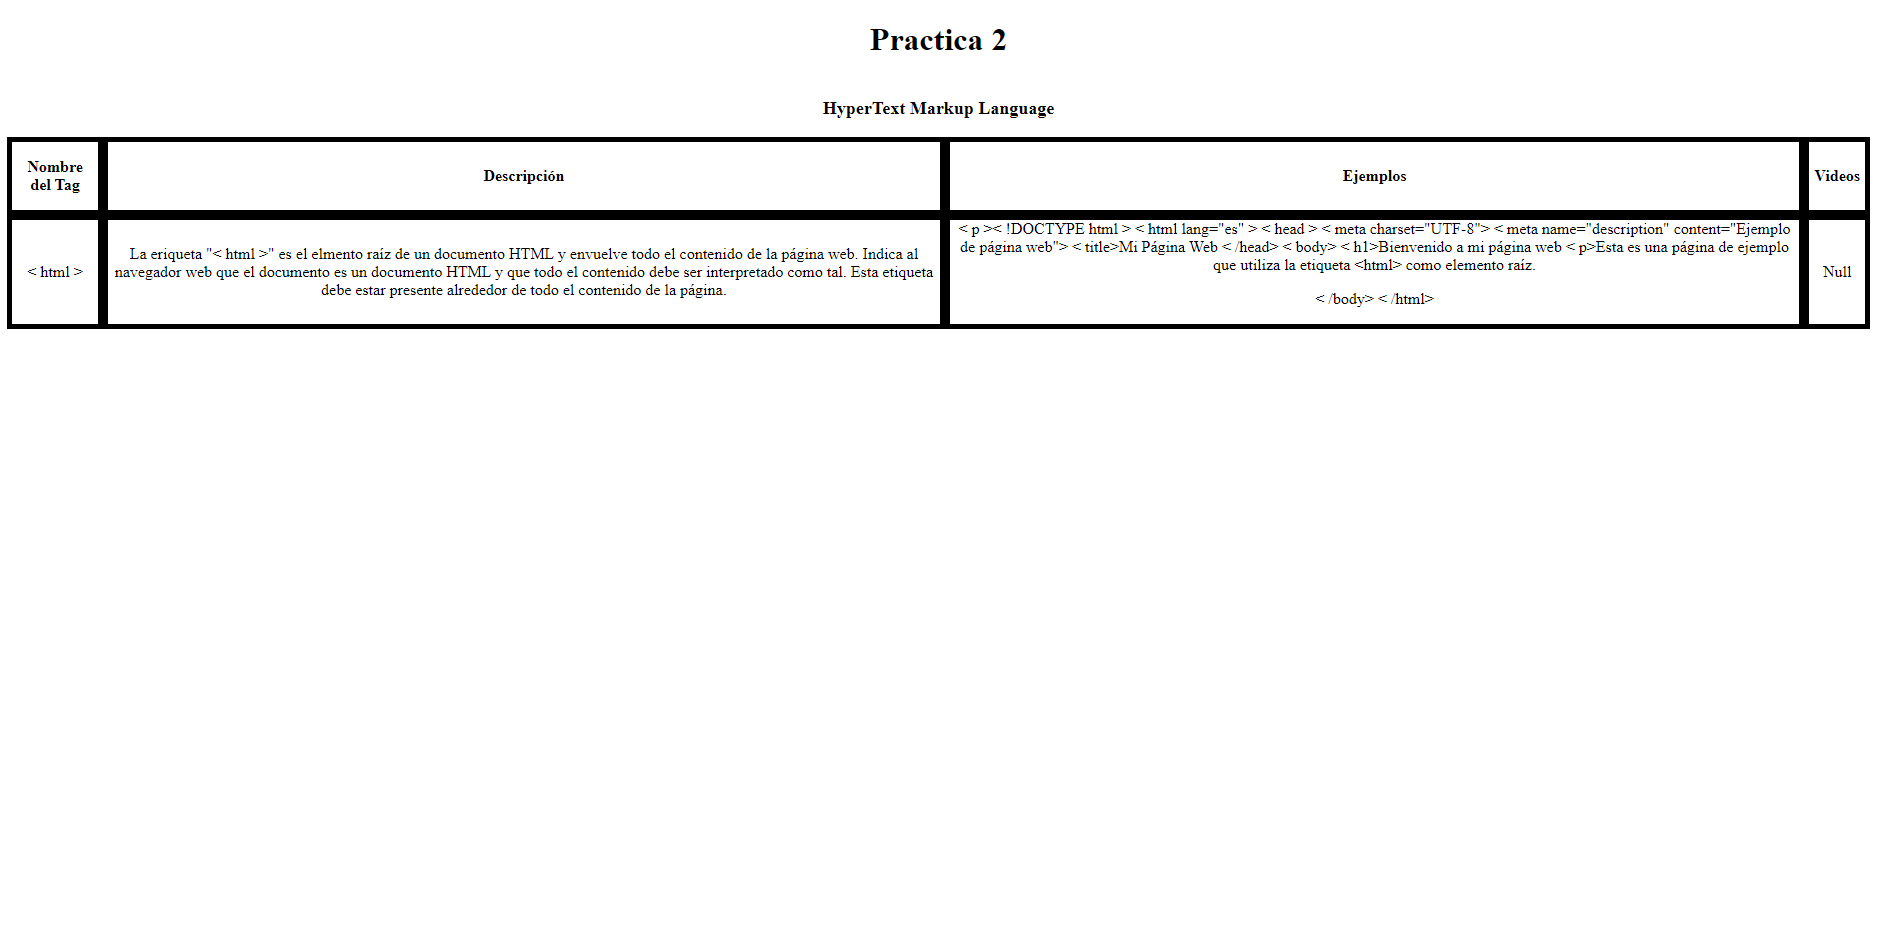 Practica 2
HyperText Markup Language
Nombre
del Tag
Descripción
Ejemplos
Videos
< html >
La eriqueta "< html >" es el elmento raíz de un documento HTML y envuelve todo el contenido de la página web. Indica al
navegador web que el documento es un documento HTML y que todo el contenido debe ser interpretado como tal. Esta etiqueta
debe estar presente alrededor de todo el contenido de la página.
< p >< !DOCTYPE html > < html lang="es" > < head > < meta charset="UTF-8"> < meta name="description" content="Ejemplo
de página web"> < title>Mi Página Web < /head> < body> < h1>Bienvenido a mi página web < p>Esta es una página de ejemplo
que utiliza la etiqueta <html> como elemento raíz.
< /body> < /html>
Null